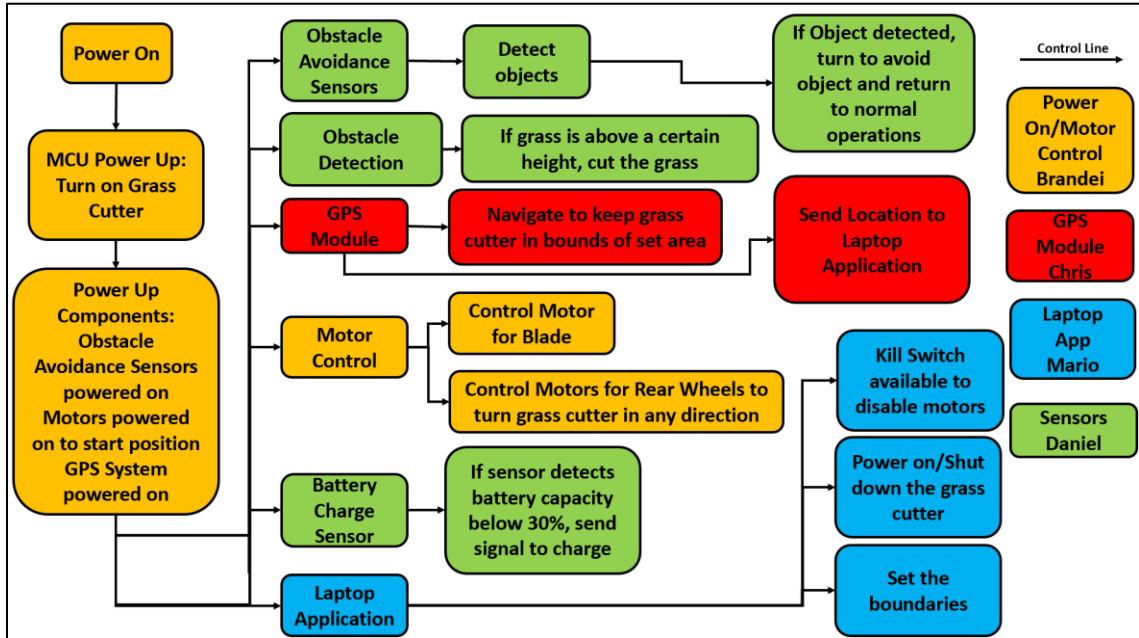 Power On
MCU Power Up:
Turn on Grass
Cutter
Power Up
Components:
Obstacle
Avoidance Sensors
powered on
Motors powered
on to start position
GPS System
powered on
Obstacle
Avoidance
Sensors
Detect
objects
If Object detected,
turn to avoid
object and return
to normal
operations
Obstacle
Detection
If grass is above a certain
height, cut the grass
GPS
Module
Navigate to keep grass
cutter in bounds of set area
Send Location to
Laptop
Application
Motor
Control
Control Motor
for Blade
Control Motors for Rear Wheels to
turn grass cutter in any direction
Battery
Charge
Sensor
If sensor detects
battery capacity
below 30%, send
signal to charge
Laptop
Application
Kill Switch
available to
disable motors
Power on/Shut
down the grass
cutter
Set the
boundaries
Control Line
Power
On/Motor
Control
Brandei
GPS
Module
Chris
Laptop
App
Mario
Sensors
Daniel